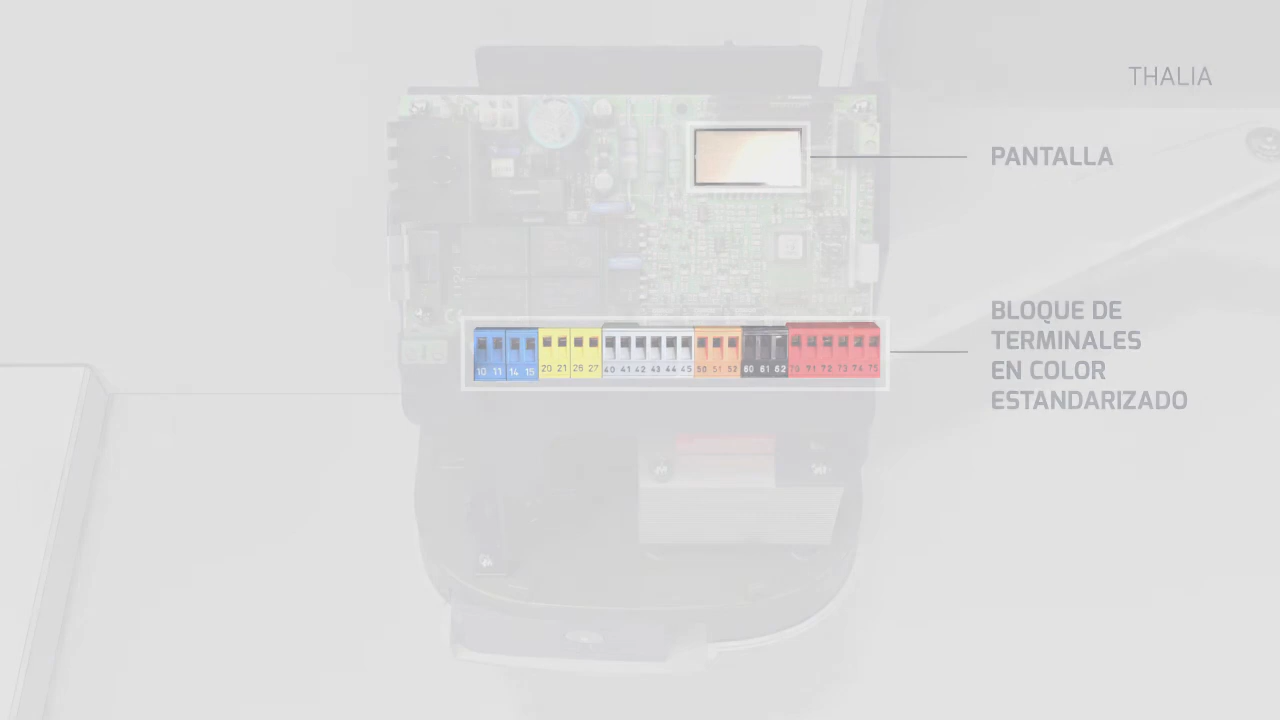 THALIA
PANTALLA
BLOQUE DE
TERMINALES
EN COLOR
ESTANDARIZADO
10 11 14 15 20 21 26 27 40 41 42 43 44 45 50 51 52 60 61 62 70 71 72 73 74 75